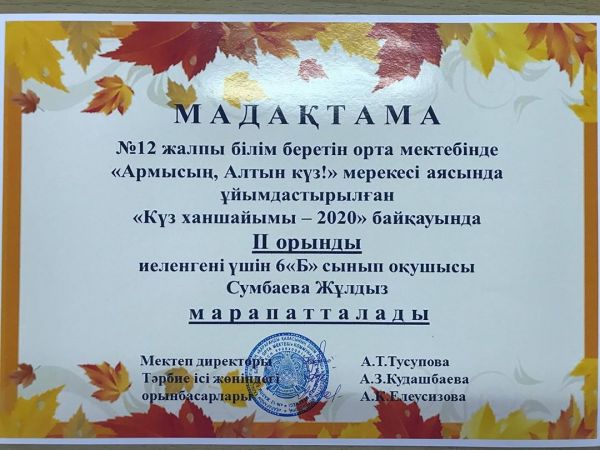 МАДАҚТАМА
№12 жалпы білім беретін орта мектебінде
«Армысың, Алтын күз!» мерекесі аясында
ұйымдастырылған
«Күз ханшайымы – 2020» байқауында
II орынды
иеленгені үшін 6«Б» сынып оқушысы
Сумбаева Жұлдыз
марапатталады
Мектеп директоры А.Т.Тусупова
Тәрбие ісі жөніндегі А.З.Кудашбаева
орынбасарлары А.К.Елеусизова